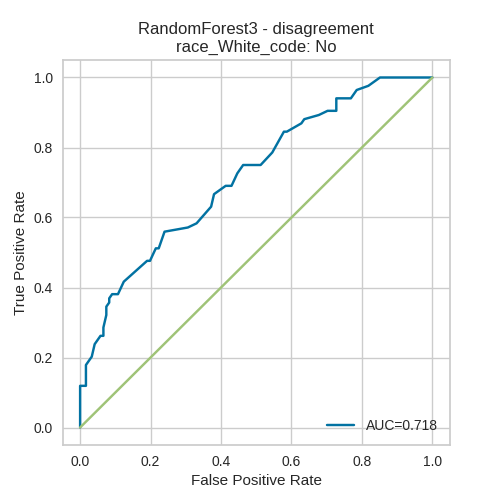 RandomForest3 - disagreement
race_White_code: No
True Positive Rate
1.0
0.8
0.6
0.4
0.2
0.0
AUC=0.718
0.0 0.2 0.4 0.6 0.8 1.0
False Positive Rate